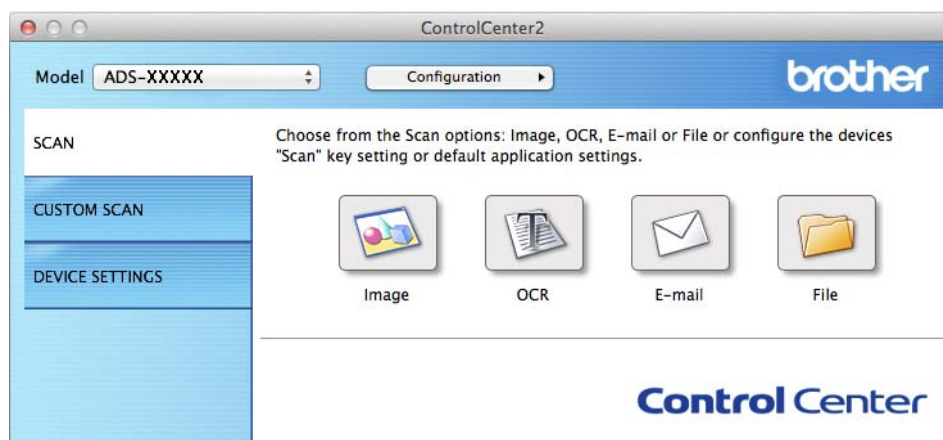 ControlCenter2
Model ADS-XXXXX Configuration brother
SCAN
Choose from the Scan options: Image, OCR, E-mail or File or configure the devices
"Scan" key setting or default application settings.
CUSTOM SCAN
DEVICE SETTINGS
Image OCR E-mail File
Control Center